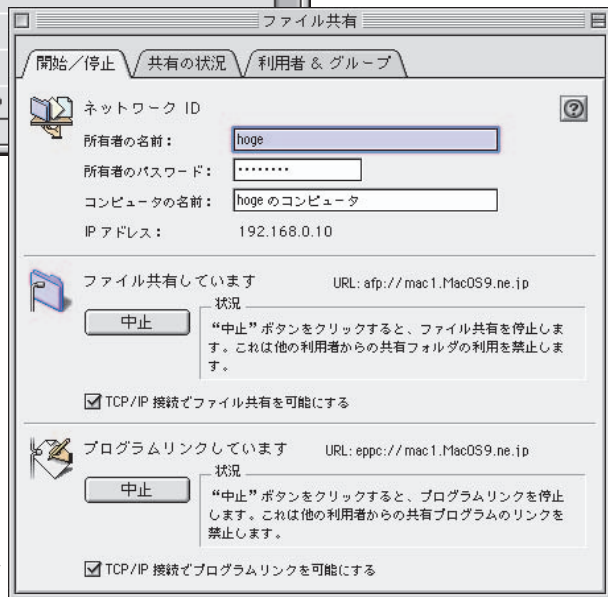 ファイル共有
開始／停止
共有の状況
利用者 & グループ
ネットワーク ID
所有者の名前：
hoge
所有者のパスワード：
••••••••
コンピュータの名前：
hoge のコンピュータ
IP アドレス：
192.168.0.10
ファイル共有しています
URL: afp://mac1.MacOS9.ne.jp
中止
状況
“中止”ボタンをクリックすると、ファイル共有を停止しま
す。これは他の利用者からの共有フォルダの利用を禁止しま
す。
TCP/IP 接続でファイル共有を可能にする
プログラムリンクしています
URL: eppc://mac1.MacOS9.ne.jp
中止
状況
“中止”ボタンをクリックすると、プログラムリンクを停止
します。これは他の利用者からの共有プログラムのリンクを
禁止します。
TCP/IP 接続でプログラムリンクを可能にする